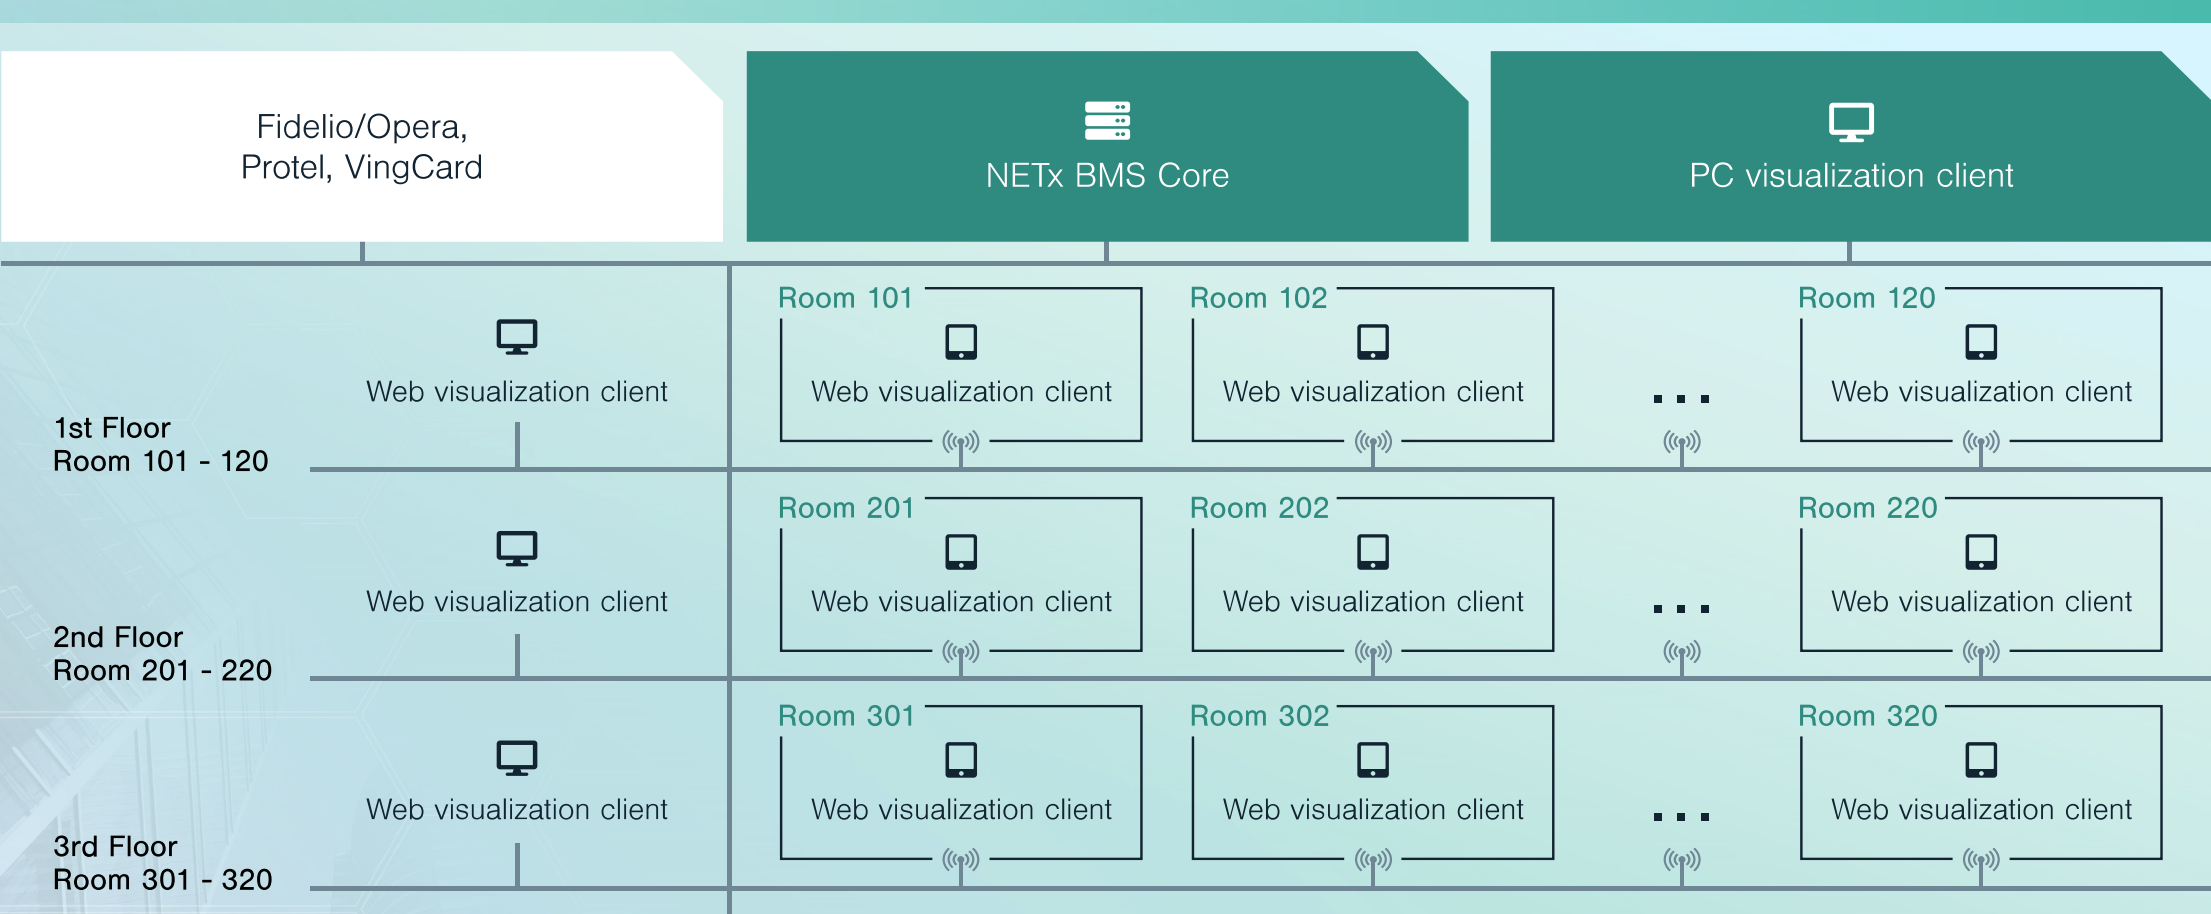 Fidelio/Opera,
Protel, VingCard
NETx BMS Core
PC visualization client
1st Floor
Room 101 - 120
Web visualization client
Room 101
Web visualization client
Room 102
Web visualization client
...
Room 120
Web visualization client
2nd Floor
Room 201 - 220
Web visualization client
Room 201
Web visualization client
Room 202
Web visualization client
...
Room 220
Web visualization client
3rd Floor
Room 301 - 320
Web visualization client
Room 301
Web visualization client
Room 302
Web visualization client
...
Room 320
Web visualization client